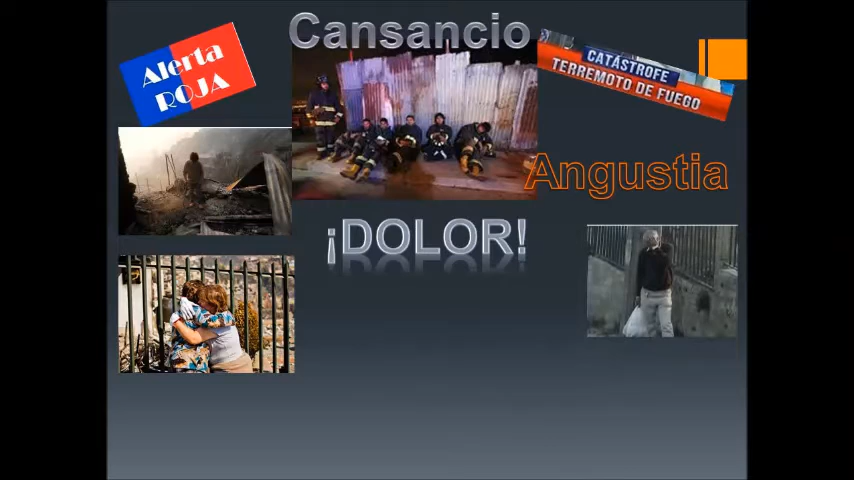 Cansancio
Alerta
ROJA
CATÁSTROFE
TERREMOTO DE FUEGO
Angustia
¡DOLOR!